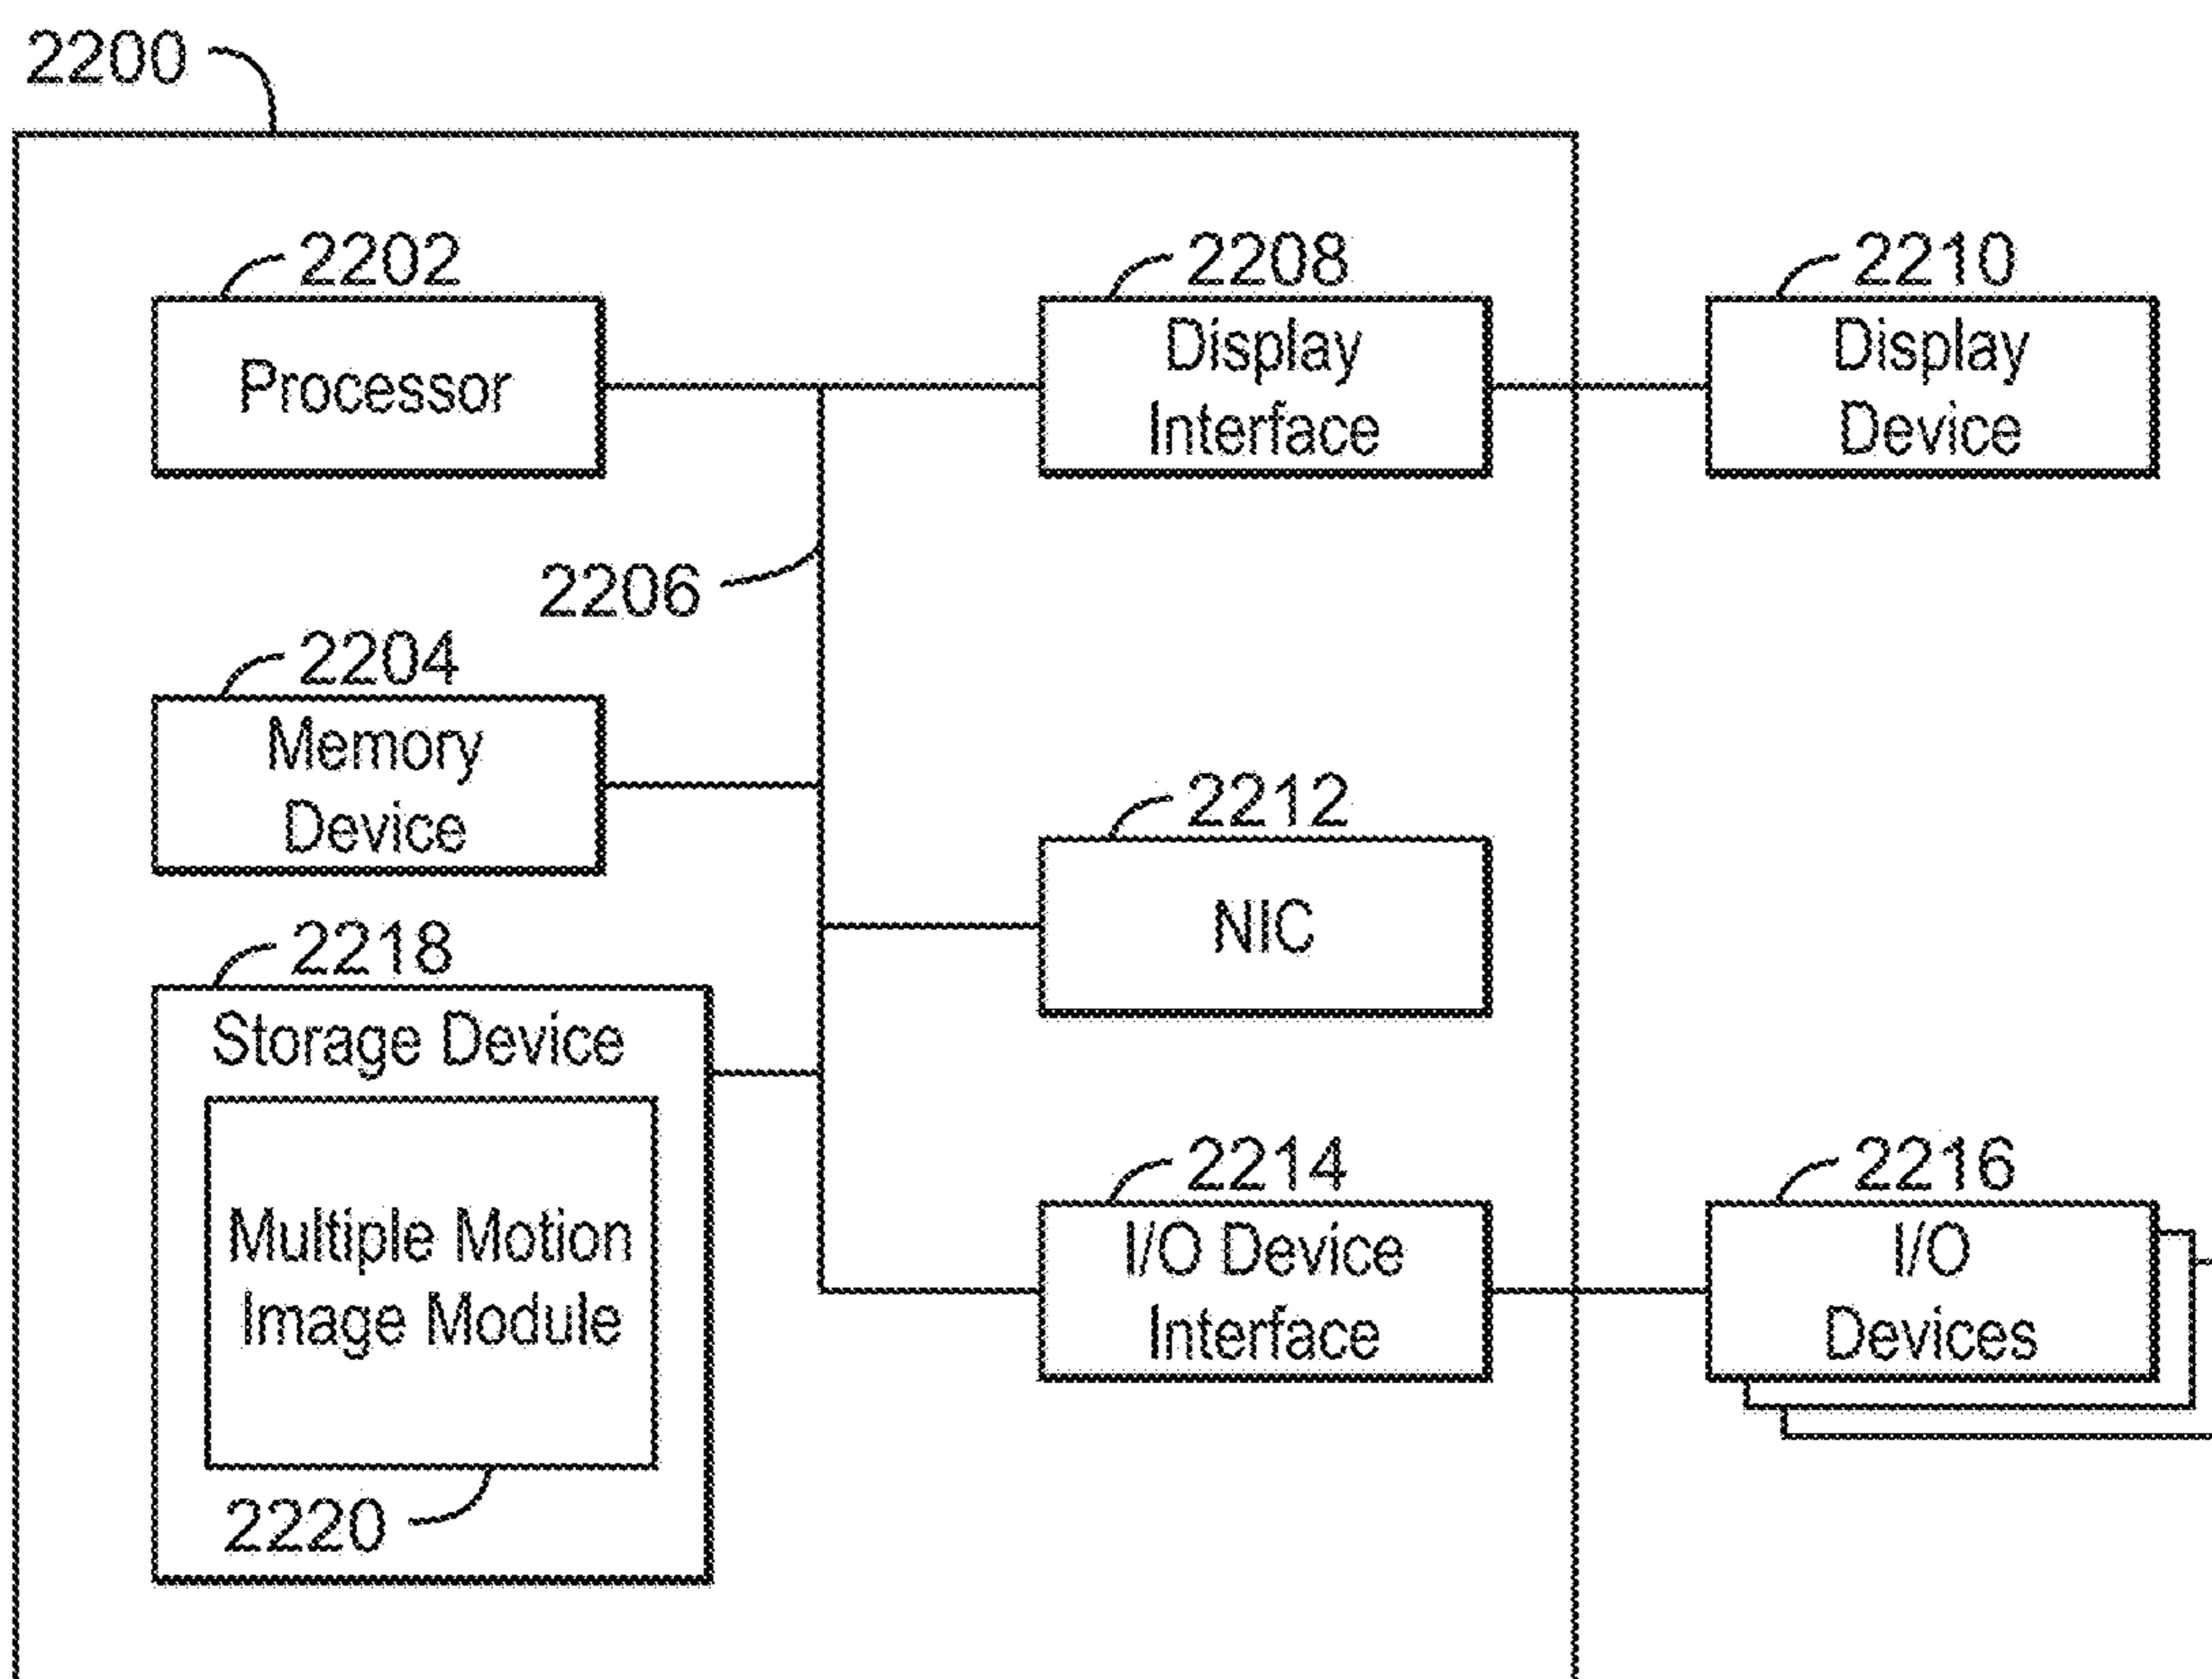 2200
2202
Processor
2208
Display
Interface
2210
Display
Device
2206
2204
Memory
Device
2212
NIC
2218
Storage Device
Multiple Motion
Image Module
2220
2214
I/O Device
Interface
2216
I/O
Devices